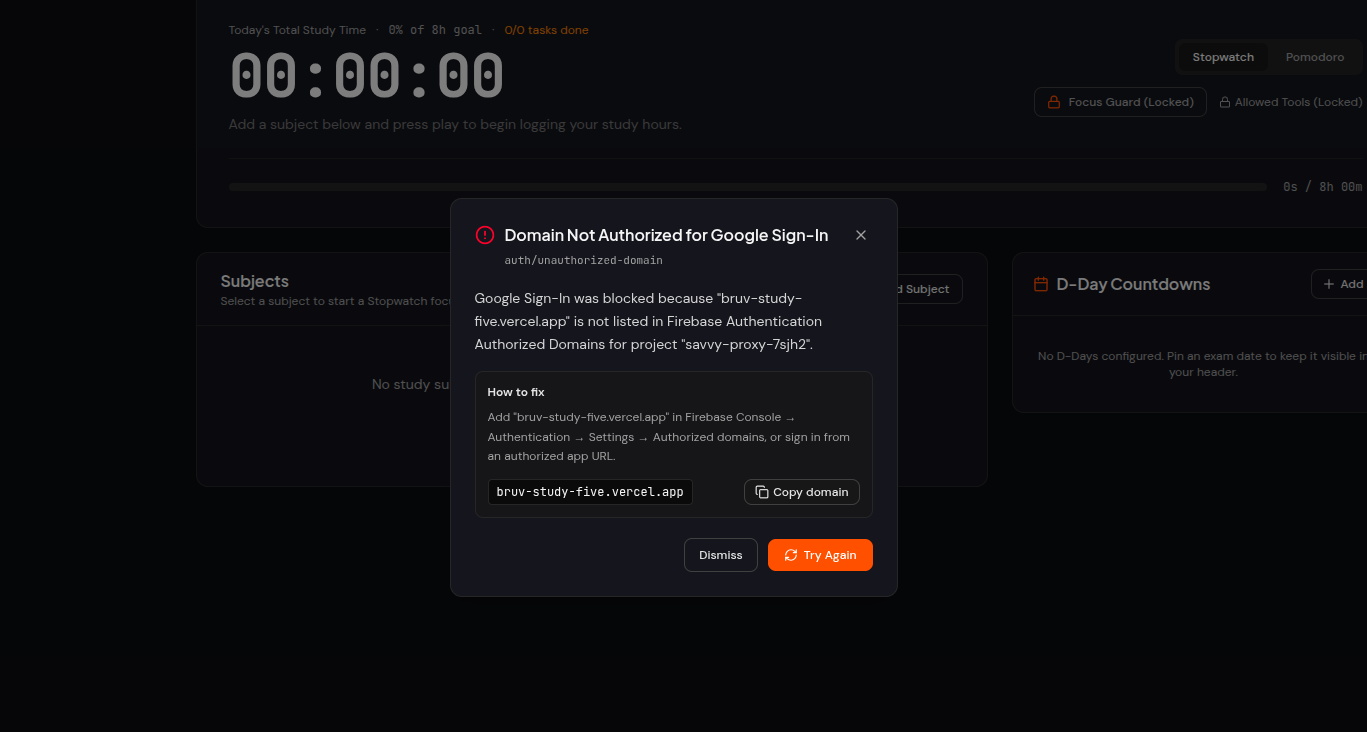 Today's Total Study Time · 0% of 8h goal · 0/0 tasks done
00:00:00
Stopwatch Pomodoro
Focus Guard (Locked) Allowed Tools (Locked)
Add a subject below and press play to begin logging your study hours.
0s / 8h 00m
Domain Not Authorized for Google Sign-In
auth/unauthorized-domain
Google Sign-In was blocked because "bruv-study-
five.vercel.app" is not listed in Firebase Authentication
Authorized Domains for project "savvy-proxy-7sjh2".
How to fix
Add "bruv-study-five.vercel.app" in Firebase Console →
Authentication → Settings → Authorized domains, or sign in from
an authorized app URL.
bruv-study-five.vercel.app Copy domain
Dismiss Try Again
Subjects
Select a subject to start a Stopwatch
Subject
No study
D-Day Countdowns
Add
No D-Days configured. Pin an exam date to keep it visible in
your header.